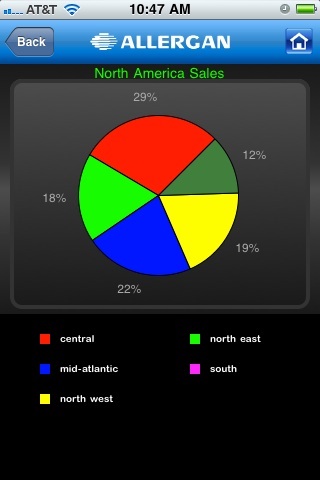 AT&T 10:47 AM
Back ALLERGAN
North America Sales
29%
12%
18%
19%
22%
central north east
mid-atlantic south
north west